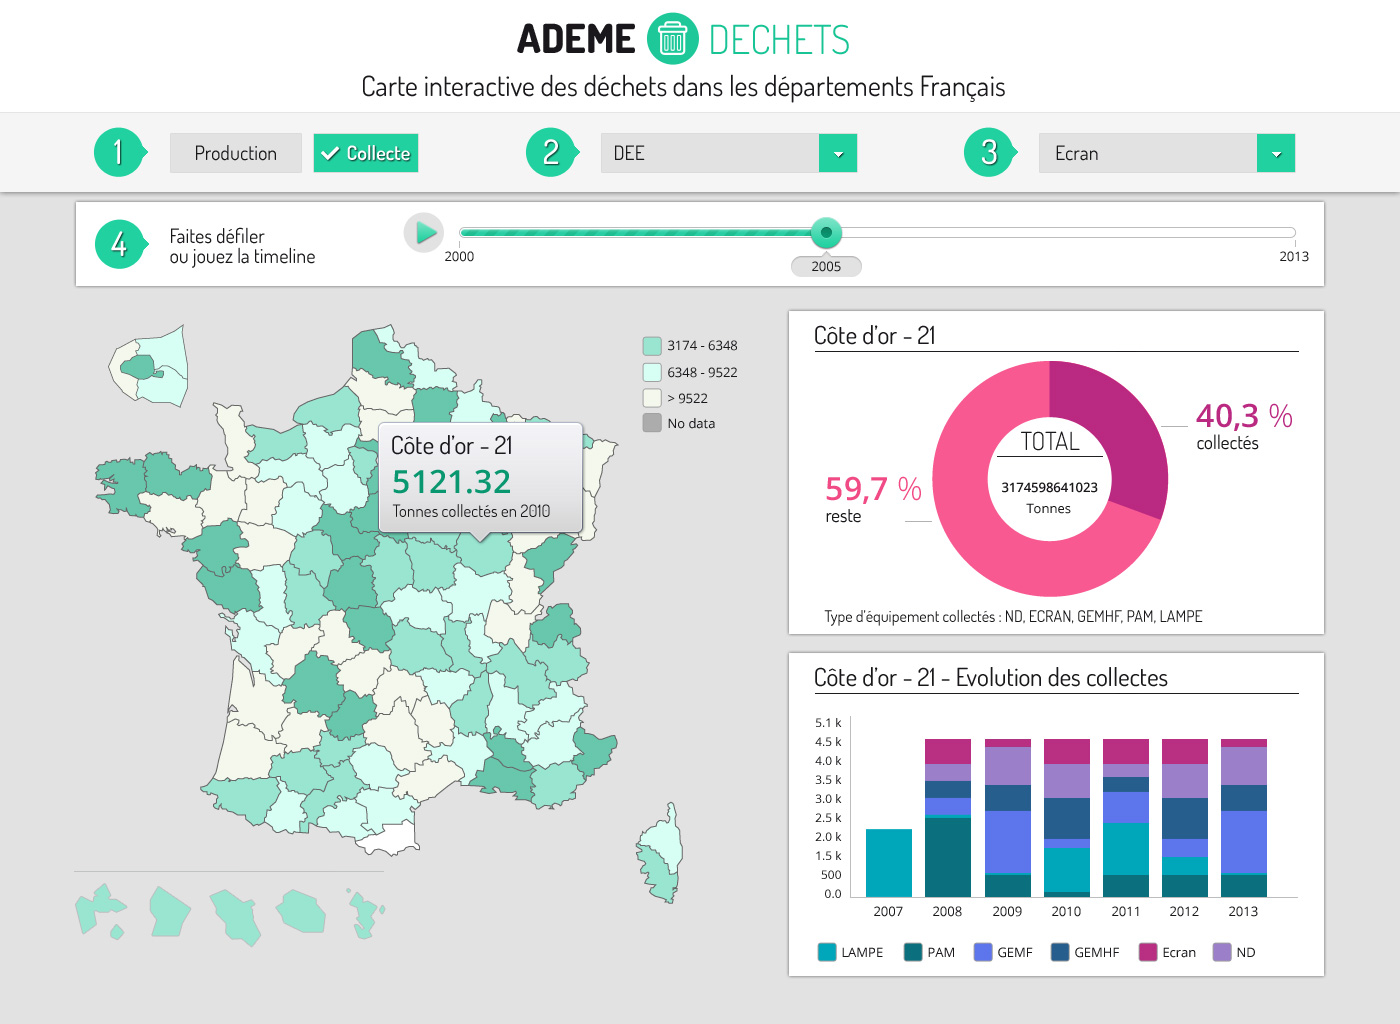 ADEME DECHETS
Carte interactive des déchets dans les départements Français
1 Production Collecte 2 DEE 3 Ecran
4 Faites défiler
ou jouez la timeline
2000 2005 2013
3174 - 6348
6348 - 9522
> 9522
No data
Côte d'or - 21
5121.32
Tonnes collectés en 2010
Côte d'or - 21
40,3 %
collectés
TOTAL
3174598641023
Tonnes
59,7 %
reste
Type d'équipement collectés : ND, ECRAN, GEMHF, PAM, LAMPE
Côte d'or - 21 - Evolution des collectes
5.1 k
4.5 k
4.0 k
3.5 k
3.0 k
2.5 k
2.0 k
1.5 k
500
0.0
2007 2008 2009 2010 2011 2012 2013
LAMPE PAM GEMF GEMHF Ecran ND